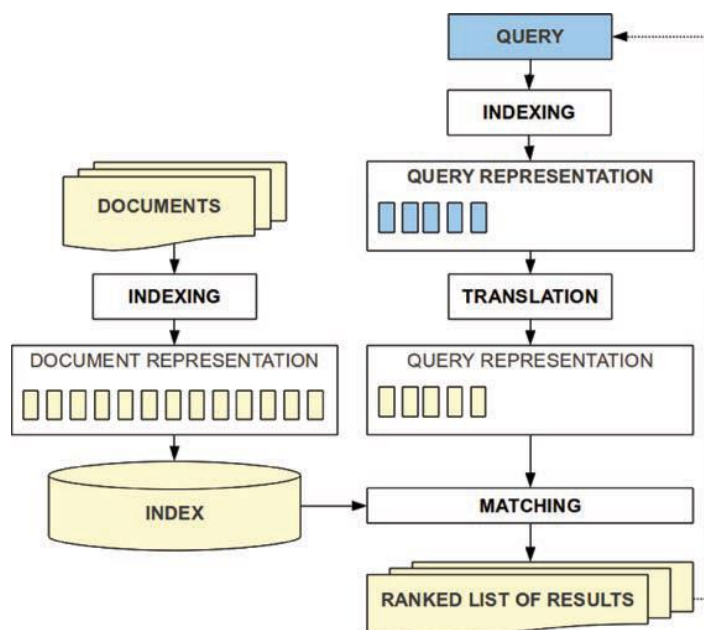 QUERY
INDEXING
QUERY REPRESENTATION
DOCUMENTS
INDEXING
TRANSLATION
DOCUMENT REPRESENTATION
QUERY REPRESENTATION
INDEX
MATCHING
RANKED LIST OF RESULTS